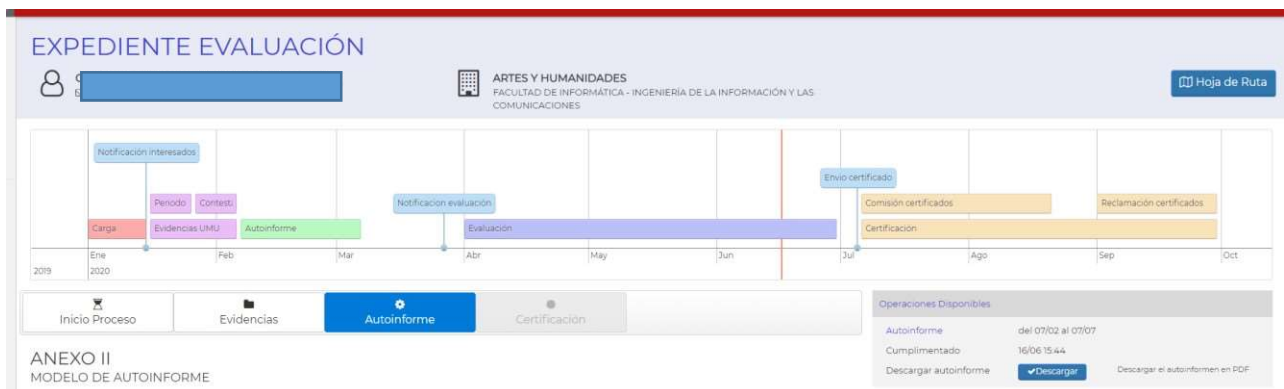 EXPEDIENTE EVALUACIÓN
ARTES Y HUMANIDADES
FACULTAD DE INFORMÁTICA - INGENIERÍA DE LA INFORMACIÓN Y LAS
COMUNICACIONES
Hoja de Ruta
Notificación interesados
Envio certificado
Periodo
Contesti
Notificacion evaluación
Comisión certificados
Reclamación certificados
Carga
Evidencias UMU
Autoinforme
Evaluación
Certificación
Ene
Feb
Mar
Abr
May
Jun
Jul
Ago
Sep
Oct
2019
2020
Inicio Proceso
Evidencias
Autoinforme
Certificación
Operaciones Disponibles
Autoinforme del 07/02 al 07/07
Cumplimentado 16/06 15:44
Descargar autoinforme Descargar Descargar el autoinformen en PDF
ANEXO II
MODELO DE AUTOINFORME